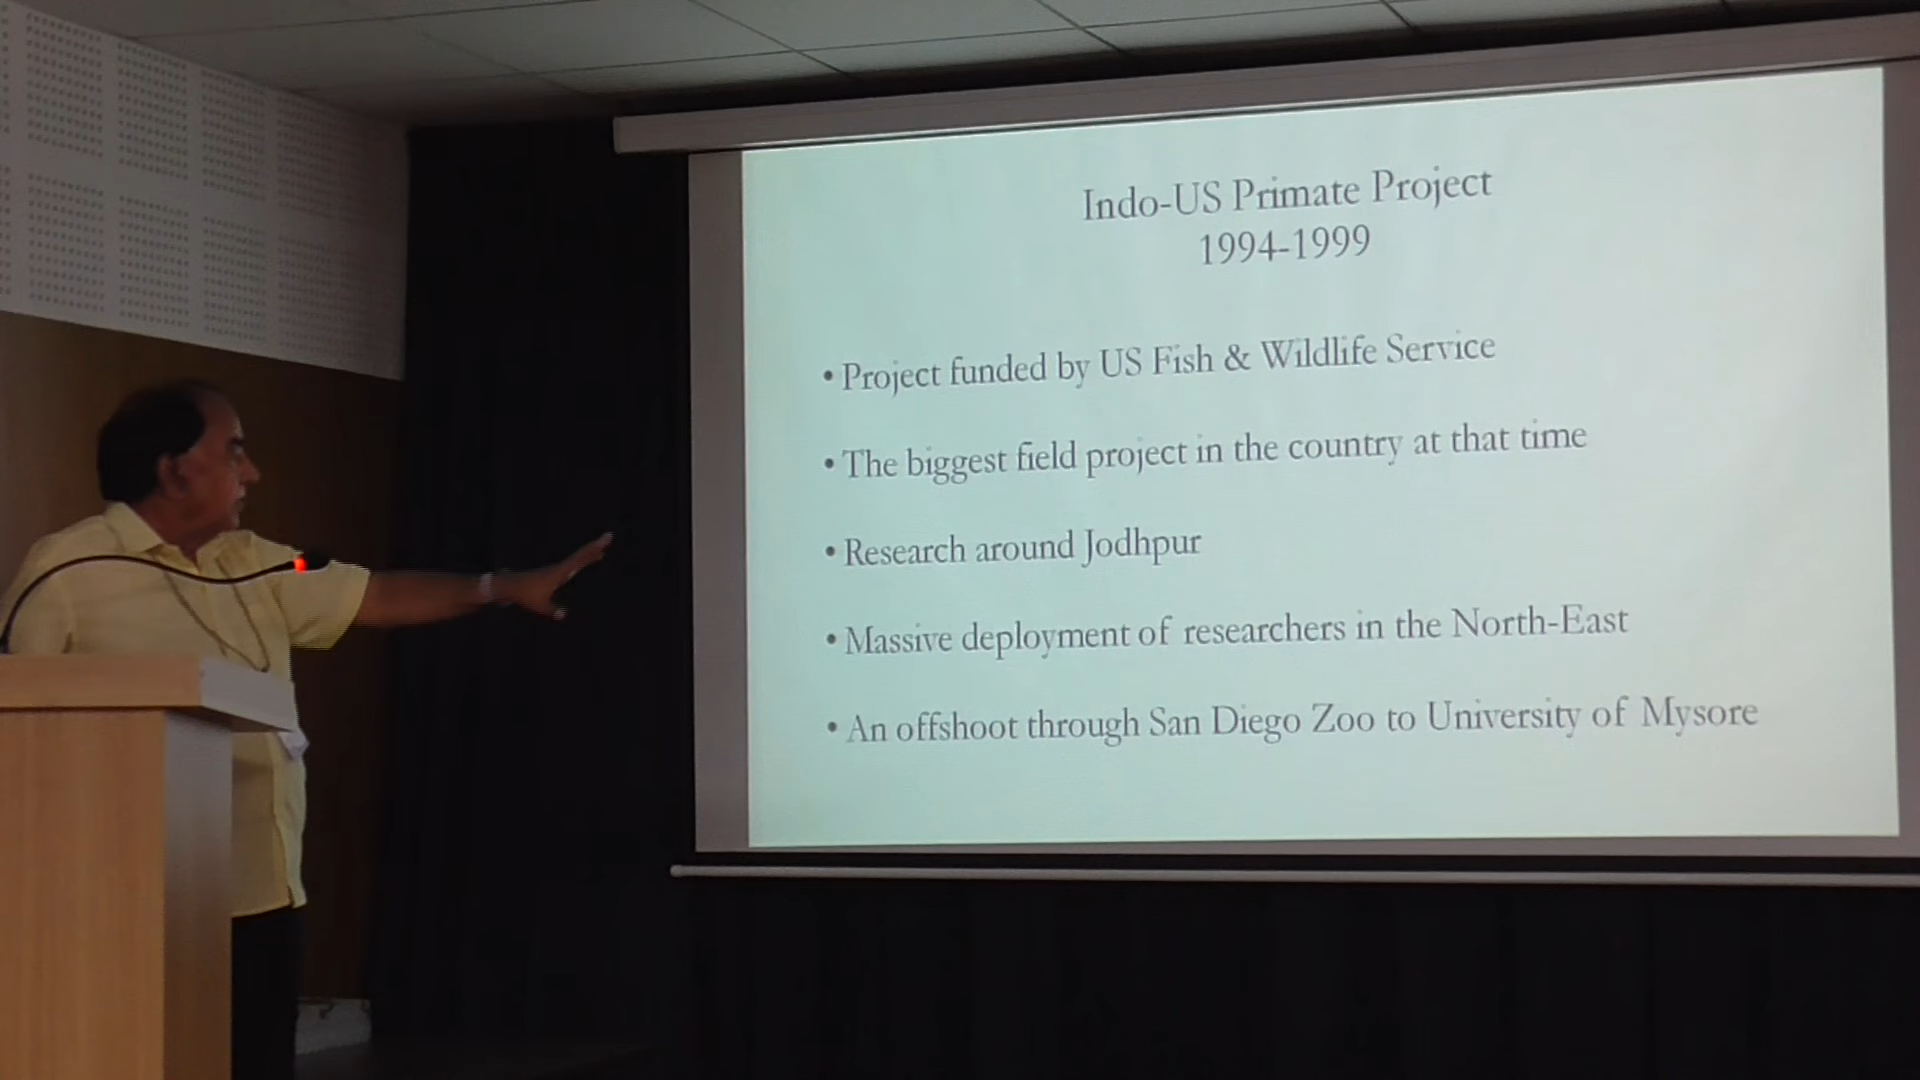 Indo-US Primate Project
1994-1999
• Project funded by US Fish & Wildlife Service
• The biggest field project in the country at that time
• Research around Jodhpur
• Massive deployment of researchers in the North-East
• An offshoot through San Diego Zoo to University of Mysore